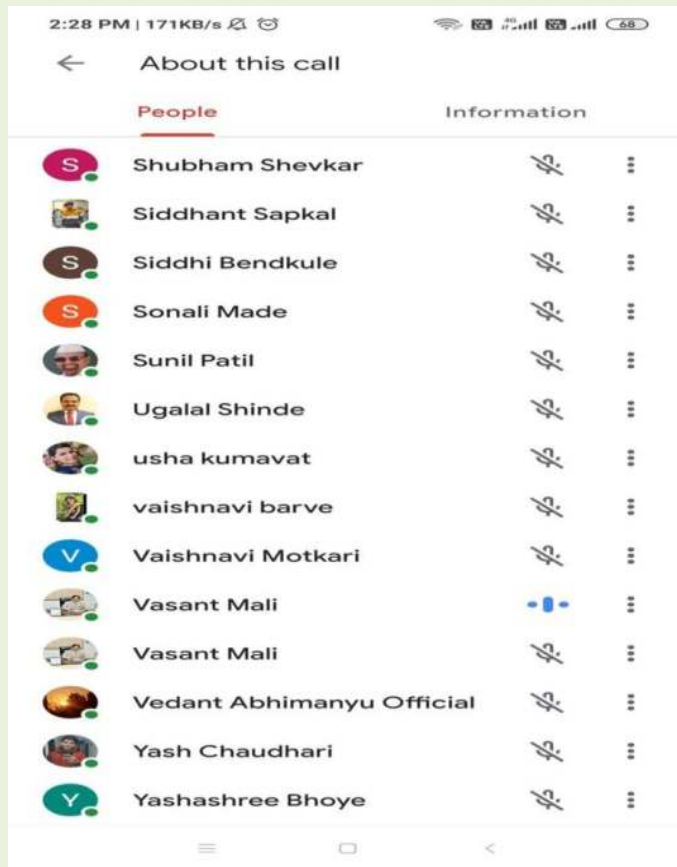 2:28 PM | 171KB/s 4G 68
About this call
People Information
S Shubham Shevkar
Siddhant Sapkal
S Siddhi Bendkule
S Sonali Made
Sunil Patil
Ugalal Shinde
usha kumavat
vaishnavi barve
V Vaishnavi Motkari
Vasant Mali
Vasant Mali
Vedant Abhimanyu Official
Yash Chaudhari
Y Yashashree Bhoye